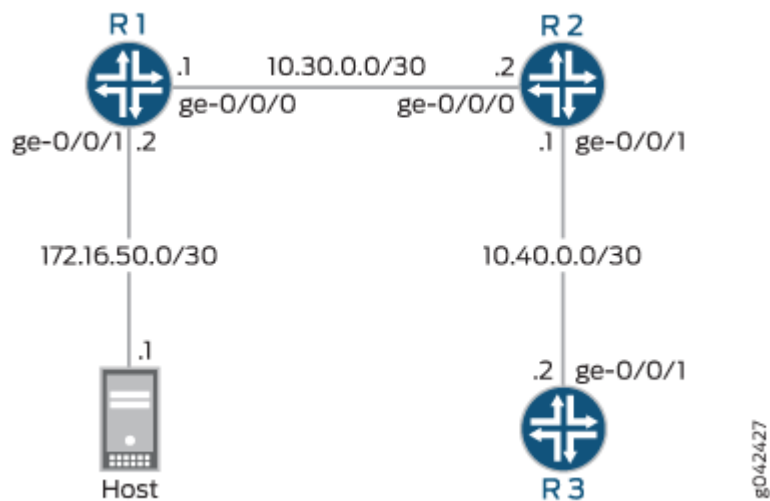 R1
R2
.1
10.30.0.0/30
.2
ge-0/0/0
ge-0/0/0
ge-0/0/1
.2
.1
ge-0/0/1
172.16.50.0/30
10.40.0.0/30
.1
.2
ge-0/0/1
Host
R3
g042427